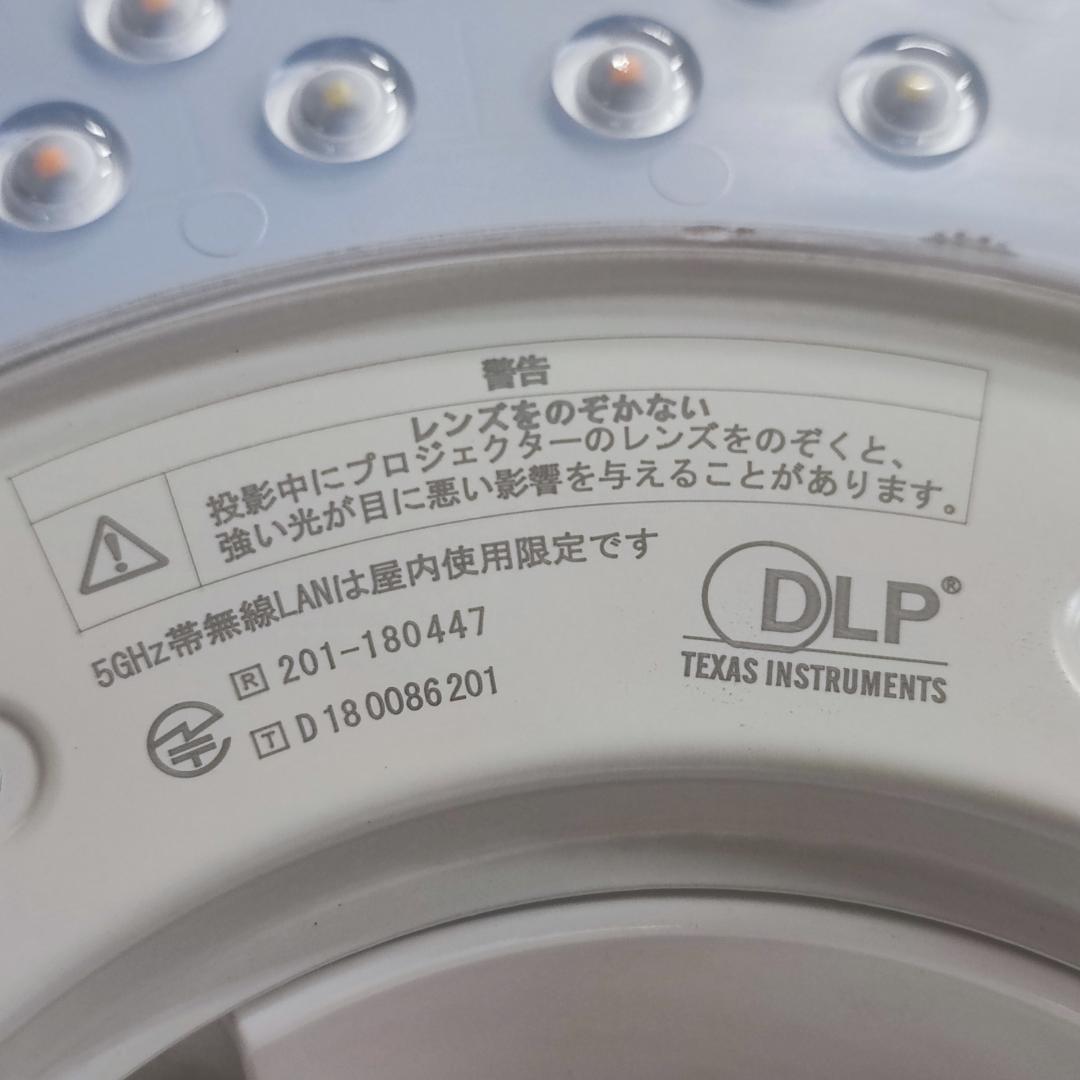 警告
レンズをのぞかない
投影中にプロジェクターのレンズをのぞくと、
強い光が目に悪い影響を与えることがあります。
5GHz帯無線LANは屋内使用限定です
R 201-180447
T D180086201
DLP®
TEXAS INSTRUMENTS